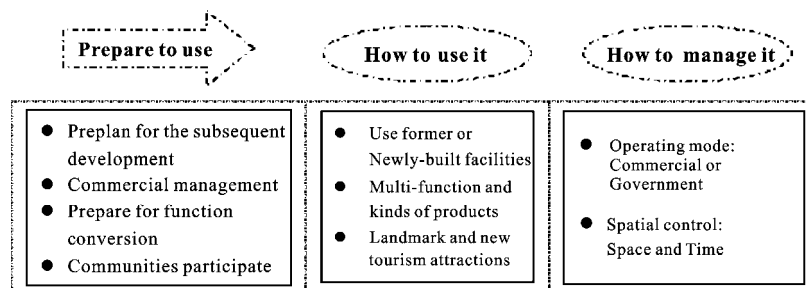 Prepare to use
How to use it
How to manage it
● Preplan for the subsequent
development
● Commercial management
● Prepare for function
conversion
● Communities participate
● Use former or
Newly-built facilities
● Multi-function and
kinds of products
● Landmark and new
tourism attractions
● Operating mode:
Commercial or
Government
● Spatial control:
Space and Time